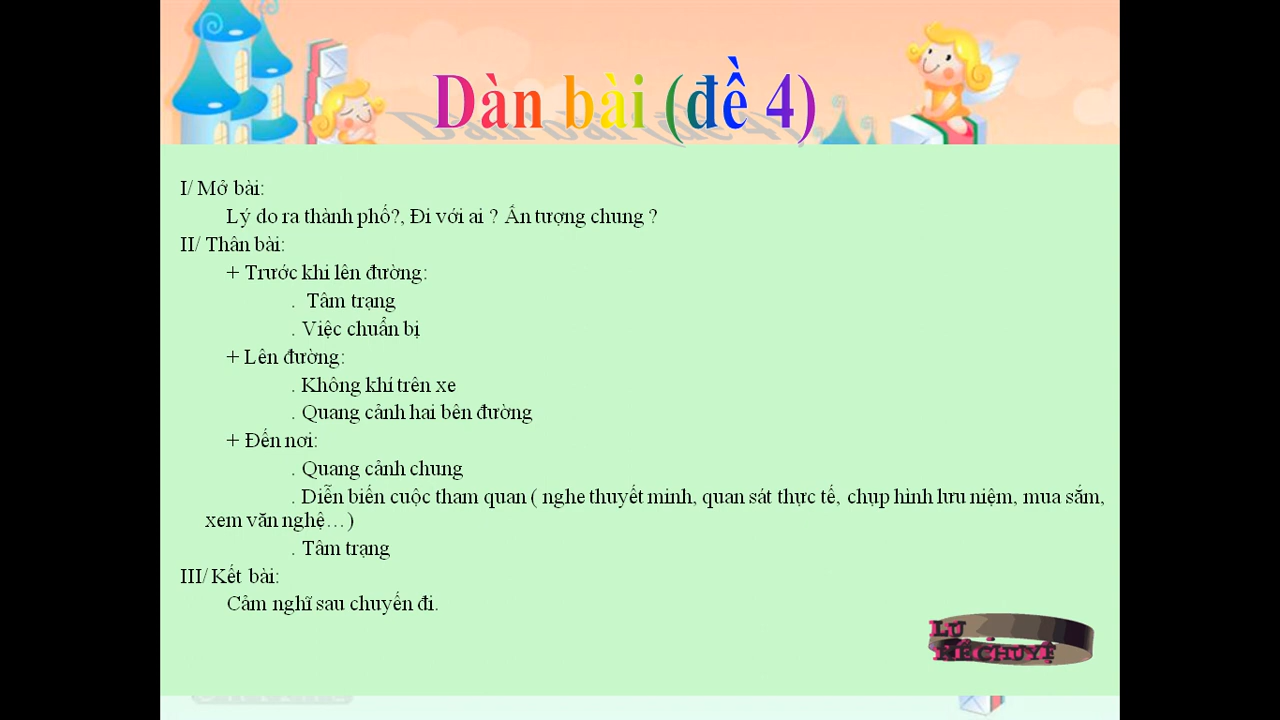 Dàn bài (đề 4)
I/ Mở bài:
Lý do ra thành phố?, Đi với ai ? Ấn tượng chung ?
II/ Thân bài:
+ Trước khi lên đường:
. Tâm trạng
. Việc chuẩn bị
+ Lên đường:
. Không khí trên xe
. Quang cảnh hai bên đường
+ Đến nơi:
. Quang cảnh chung
. Diễn biến cuộc tham quan ( nghe thuyết minh, quan sát thực tế, chụp hình lưu niệm, mua sắm,
xem văn nghệ…)
. Tâm trạng
III/ Kết bài:
Cảm nghĩ sau chuyến đi.